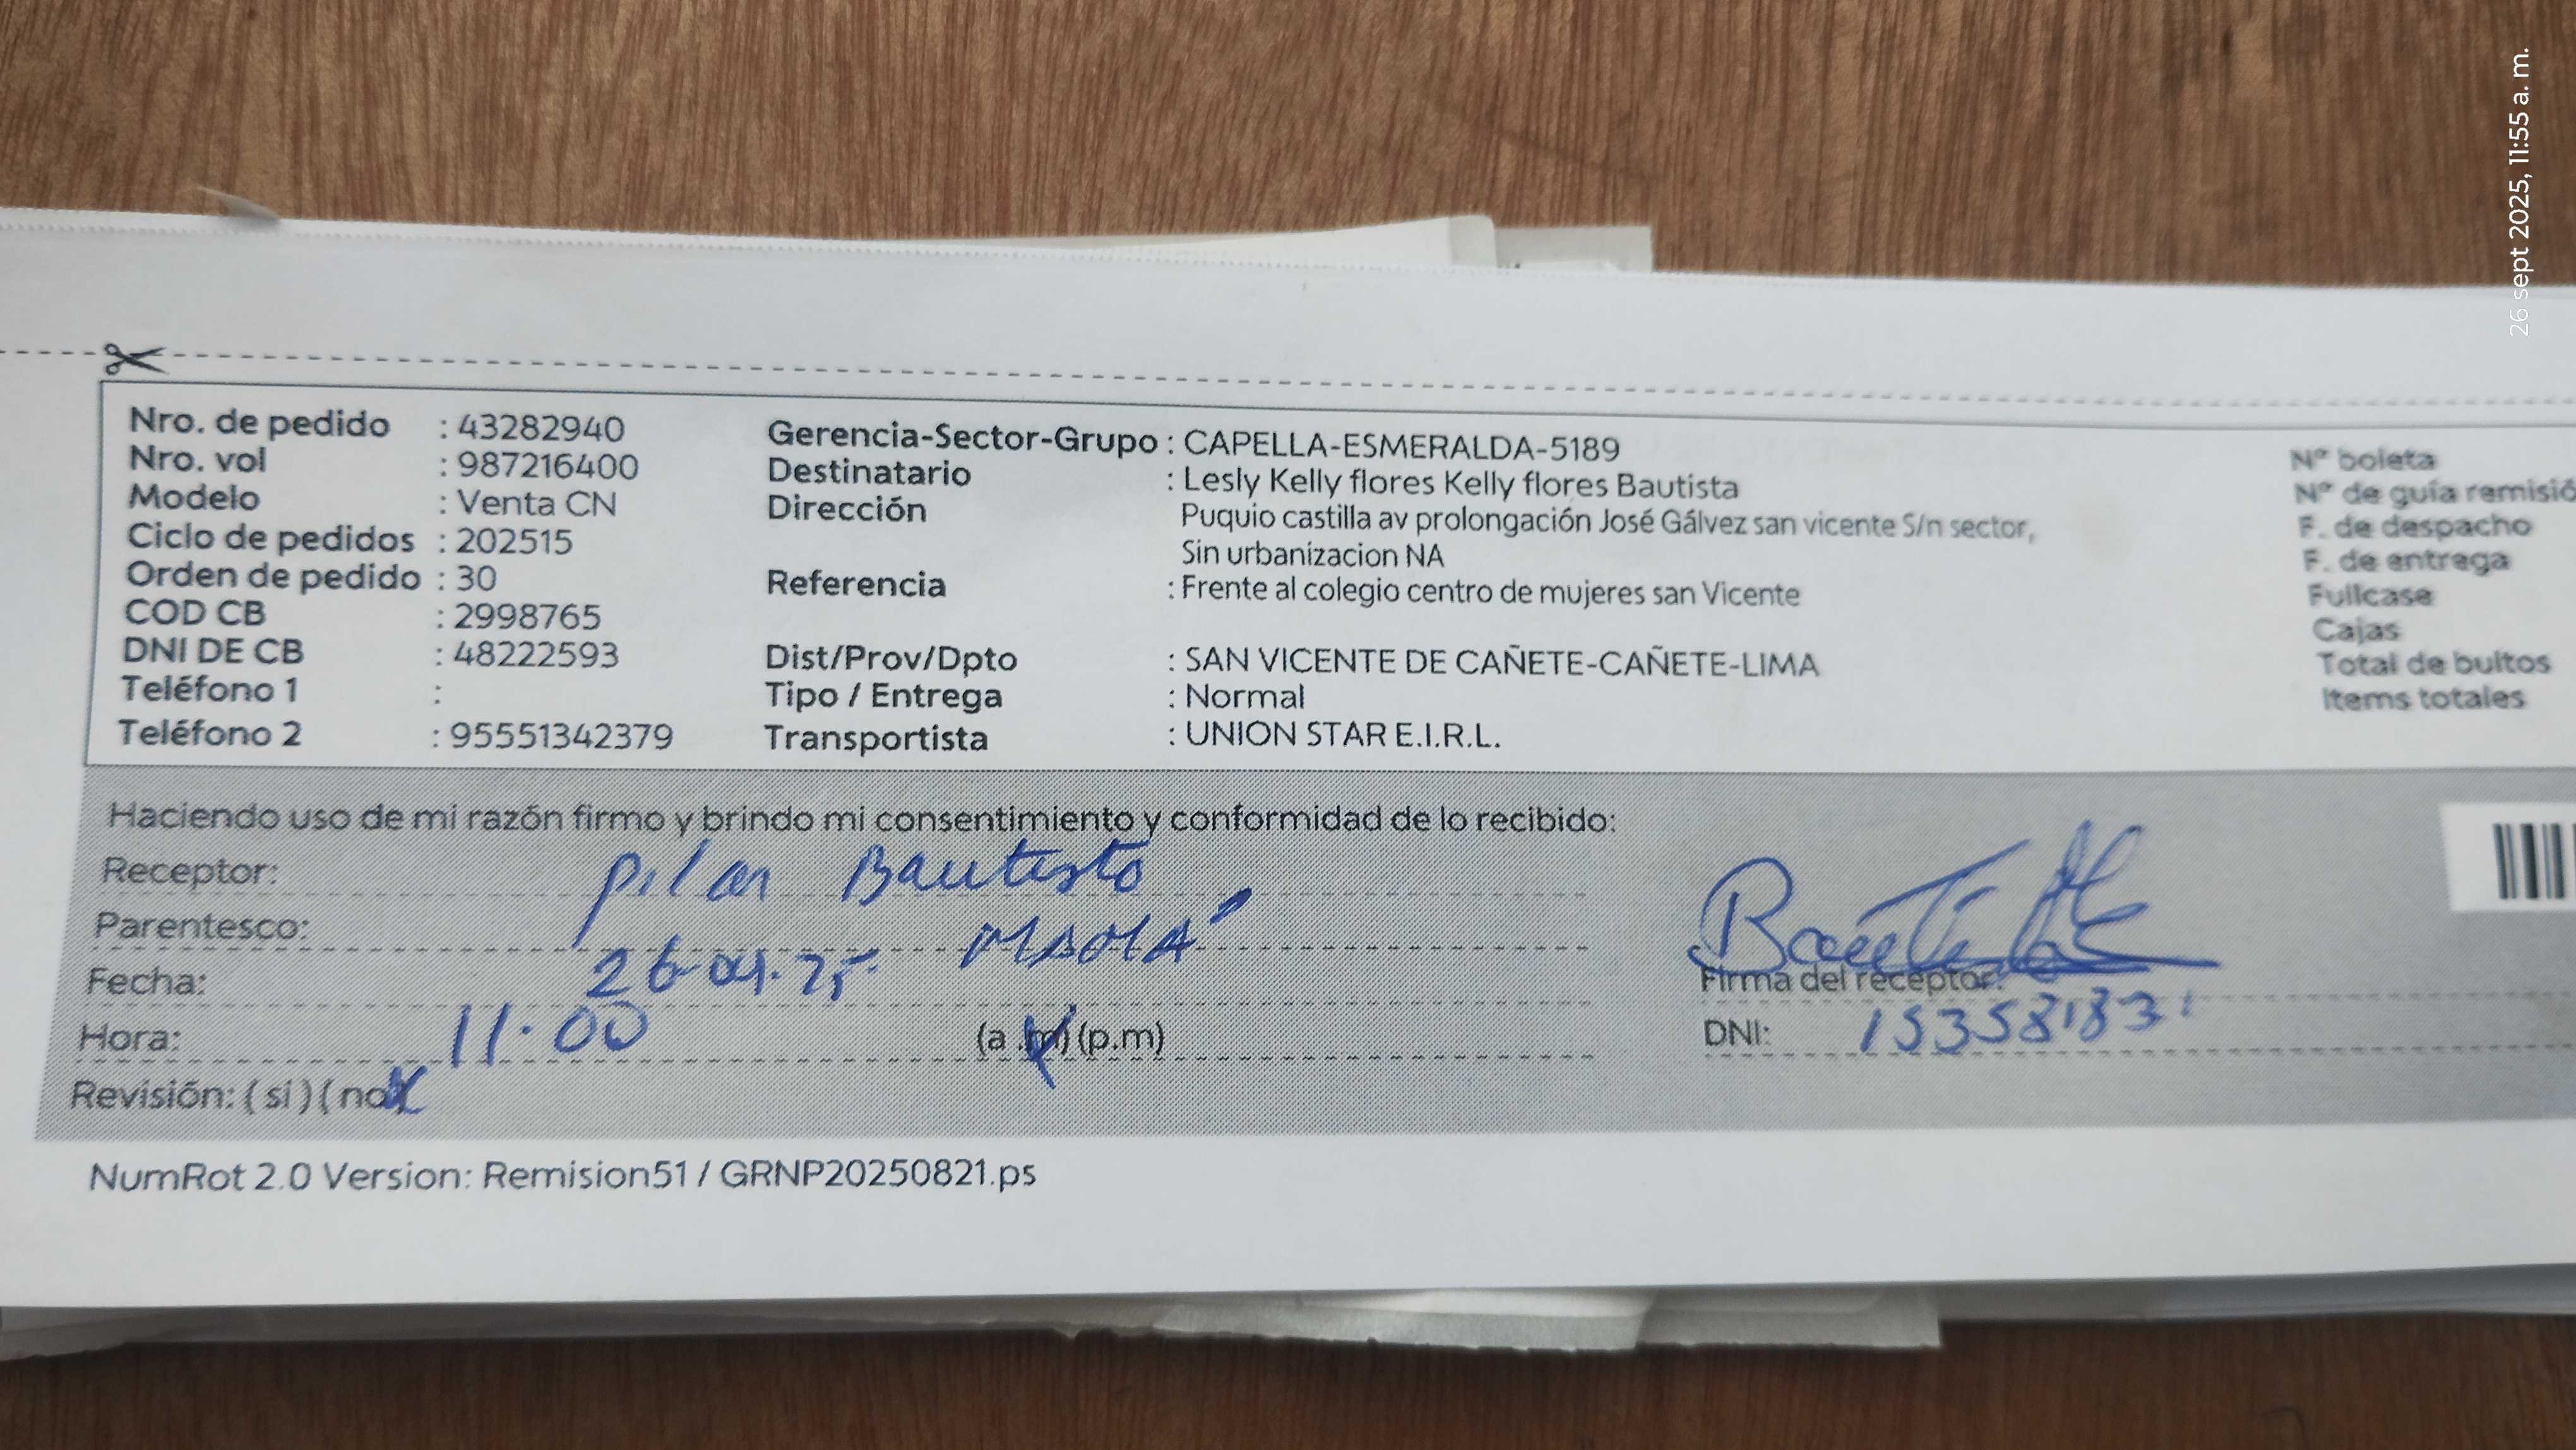 26 sept 2025, 11:55 a. m.
Nro. de pedido : 43282940
Nro. vol : 987216400
Modelo : Venta CN
Ciclo de pedidos : 202515
Orden de pedido : 30
COD CB : 2998765
DNI DE CB : 48222593
Teléfono 1 :
Teléfono 2 : 95551342379
Gerencia-Sector-Grupo : CAPELLA-ESMERALDA-5189
Destinatario : Lesly Kelly flores Kelly flores Bautista
Dirección Puquio castilla av prolongación José Gálvez san vicente S/n sector,
Sin urbanizacion NA
Referencia : Frente al colegio centro de mujeres san Vicente
Dist/Prov/Dpto : SAN VICENTE DE CAÑETE-CAÑETE-LIMA
Tipo / Entrega : Normal
Transportista : UNION STAR E.I.R.L.
Nº boleta
Nº de guía remisió
F. de despacho
F. de entrega
Fullcase
Cajas
Total de bultos
Items totales
Haciendo uso de mi razón firmo y brindo mi consentimiento y conformidad de lo recibido:
Receptor: Pilar Bautista
Parentesco: MAMÁ
Fecha: 26-09-25
Hora: 11:00 (a.m) (p.m)
Revisión: ( si ) ( no )
Firma del receptor:
DNI: 15358183
NumRot 2.0 Version: Remision51 / GRNP20250821.ps